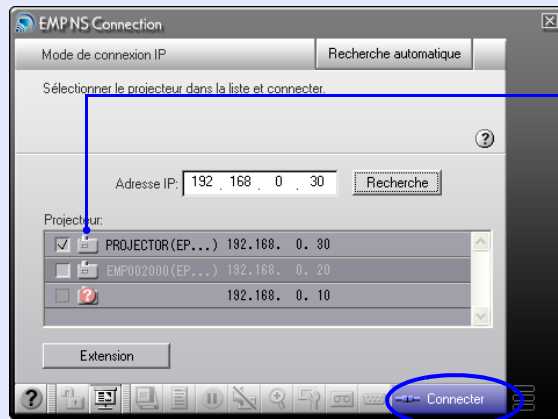 EMP NS Connection
Mode de connexion IP
Recherche automatique
Sélectionner le projecteur dans la liste et connecter.
Adresse IP: 192 . 168 . 0 . 30 Recherche
Projecteur:
PROJECTOR(EP...) 192.168. 0. 30
EMP002000(EP...) 192.168. 0. 20
192.168. 0. 10
Extension
Connecter